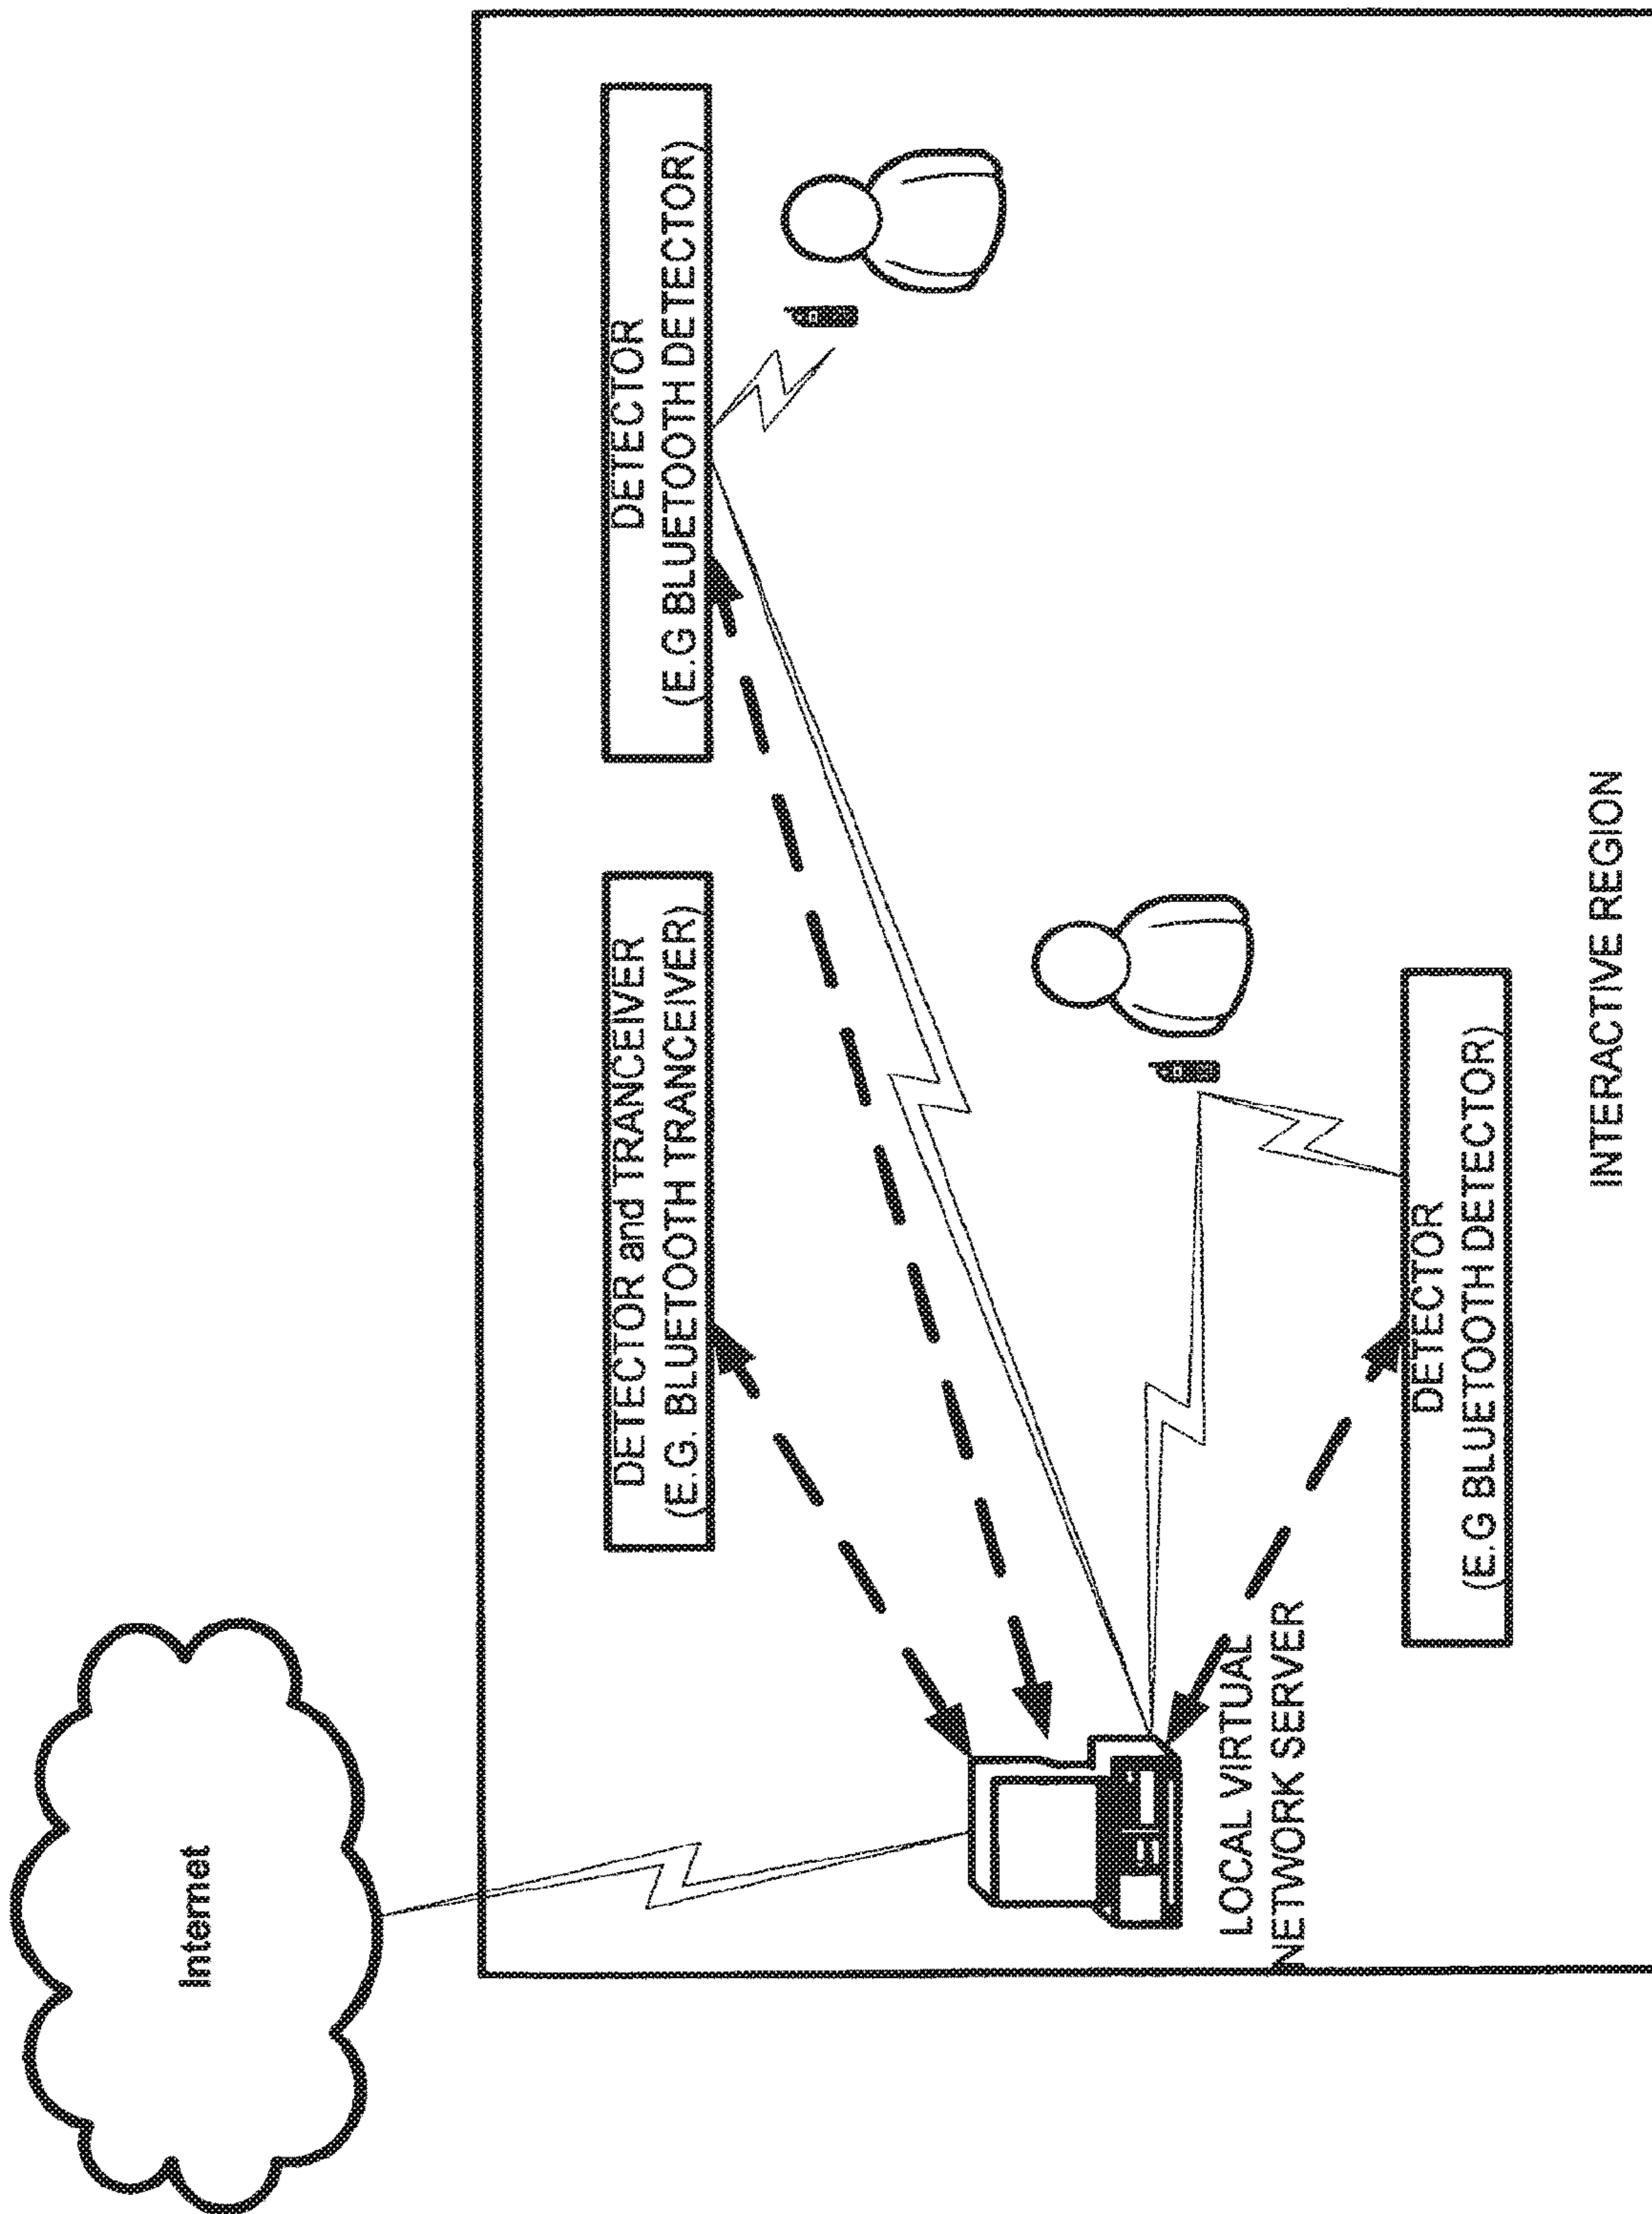 Internet
DETECTOR and TRANCEIVER
(E.G. BLUETOOTH TRANCEIVER)
DETECTOR
(E.G BLUETOOTH DETECTOR)
LOCAL VIRTUAL
NETWORK SERVER
DETECTOR
(E.G BLUETOOTH DETECTOR)
INTERACTIVE REGION